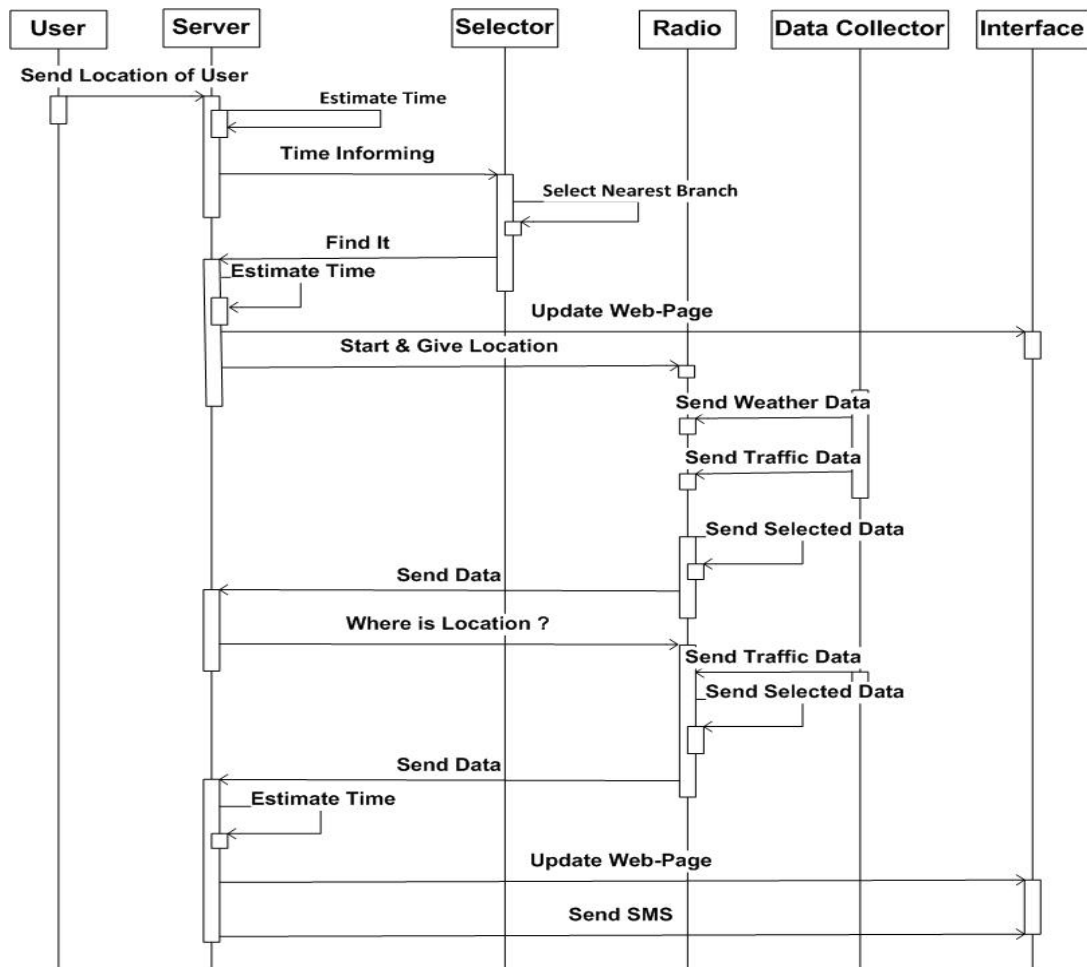 User
Server
Selector
Radio
Data Collector
Interface
Send Location of User
Estimate Time
Time Informing
Select Nearest Branch
Find It
Estimate Time
Update Web-Page
Start & Give Location
Send Weather Data
Send Traffic Data
Send Selected Data
Send Data
Where is Location ?
Send Traffic Data
Send Selected Data
Send Data
Estimate Time
Update Web-Page
Send SMS